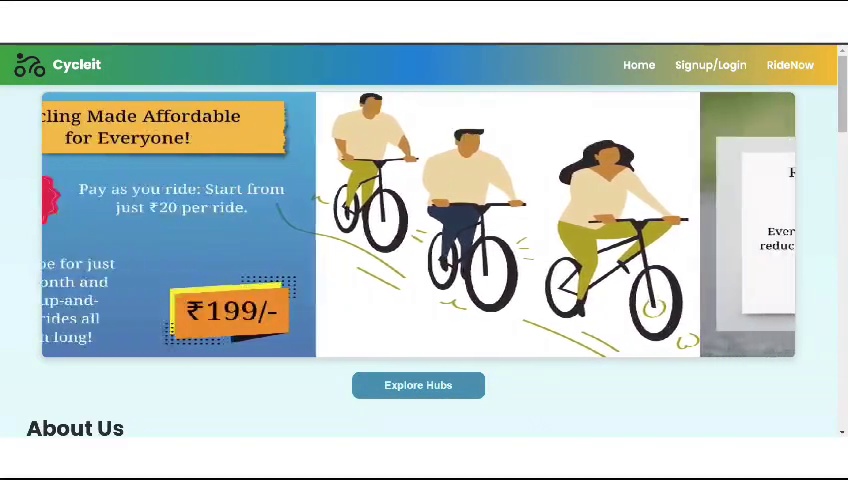 Cycleit
Home Signup/Login RideNow
cling Made Affordable
for Everyone!
Pay as you ride: Start from
just ₹20 per ride.
be for just
onth and
up-and-
rides all
long!
₹199/-
Ever
reduc
Explore Hubs
About Us